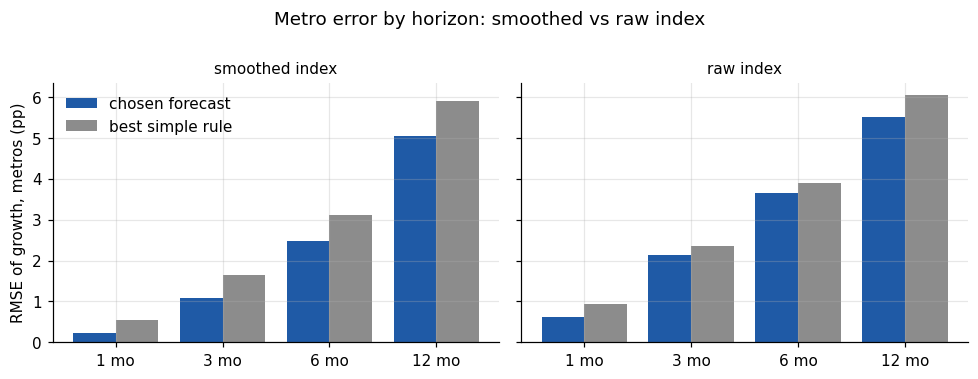 Metro error by horizon: smoothed vs raw index
smoothed index
raw index
RMSE of growth, metros (pp)
6
5
4
3
2
1
0
chosen forecast
best simple rule
1 mo
3 mo
6 mo
12 mo
1 mo
3 mo
6 mo
12 mo